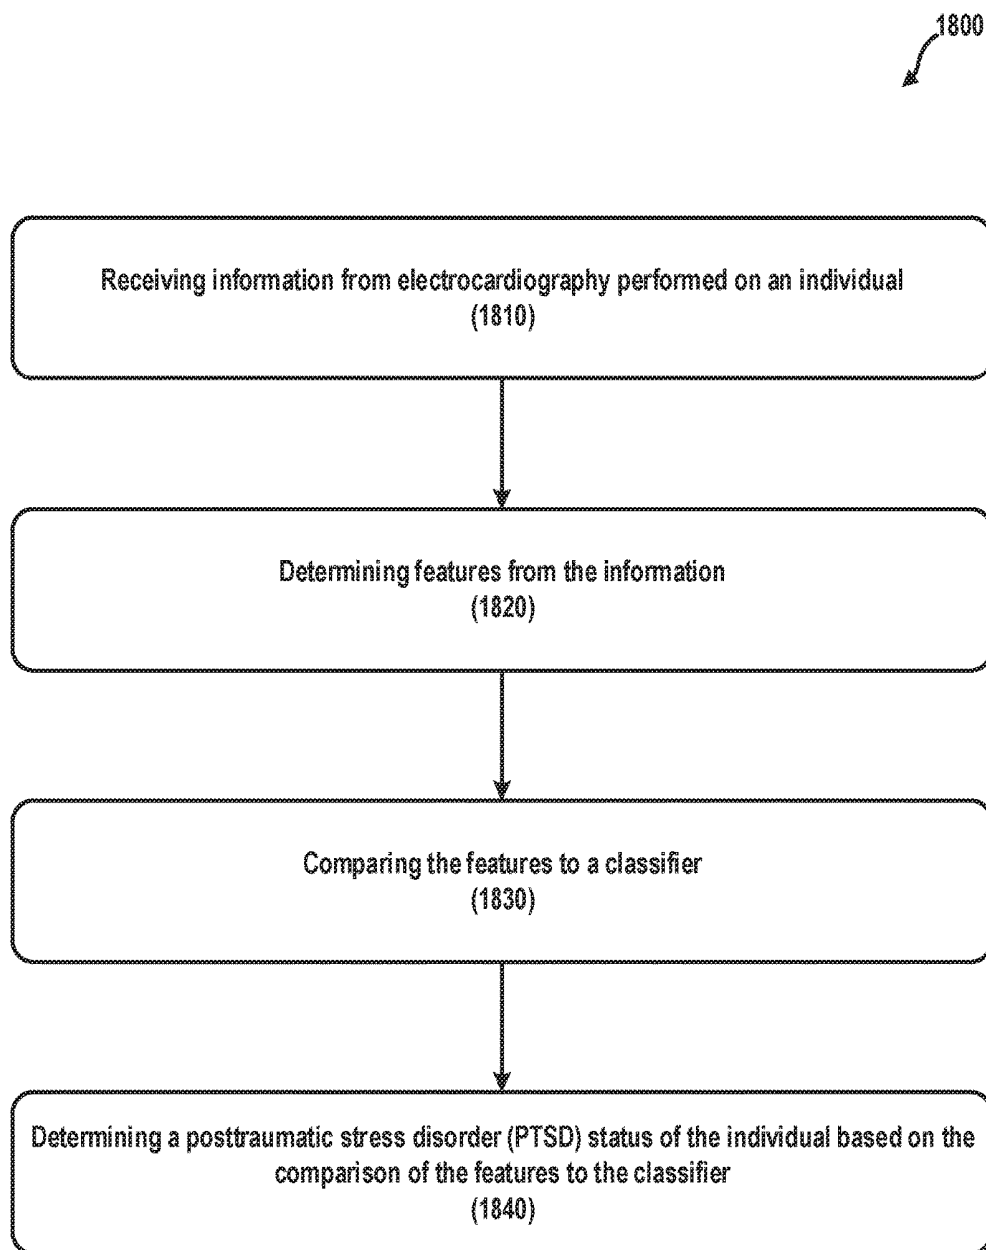 1800
Receiving information from electrocardiography performed on an individual
(1810)
Determining features from the information
(1820)
Comparing the features to a classifier
(1830)
Determining a posttraumatic stress disorder (PTSD) status of the individual based on the
comparison of the features to the classifier
(1840)